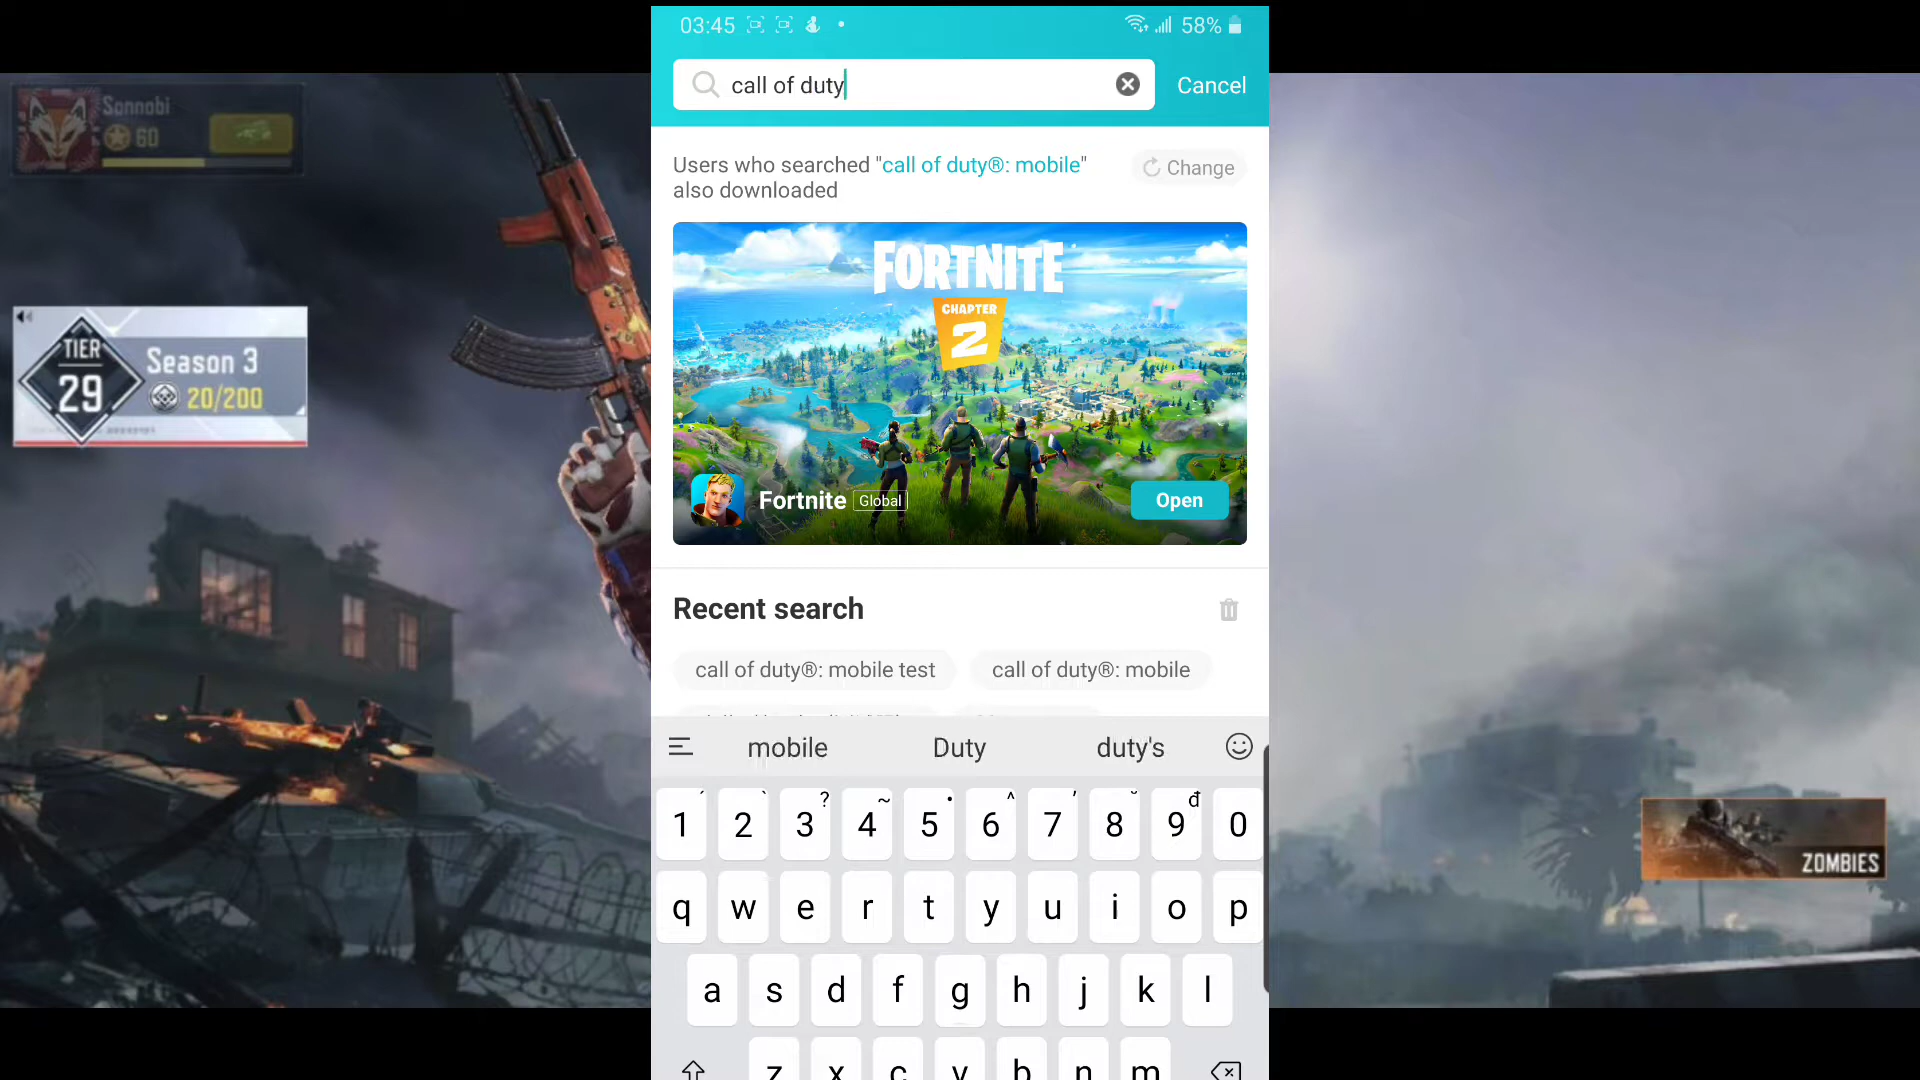 03:45
58%
call of duty
Cancel
Users who searched "call of duty®: mobile"
also downloaded
Change
FORTNITE
CHAPTER
2
Fortnite
Global
Open
Recent search
call of duty®: mobile test
call of duty®: mobile
mobile
Duty
duty's
1 2 3 ? 4 ~ 5 6 ^ 7 8 9 đ 0
q w e r t y u i o p
a s d f g h j k l
z x c v b n m
Sonnobi
60
TIER
29
Season 3
20/200
ZOMBIES